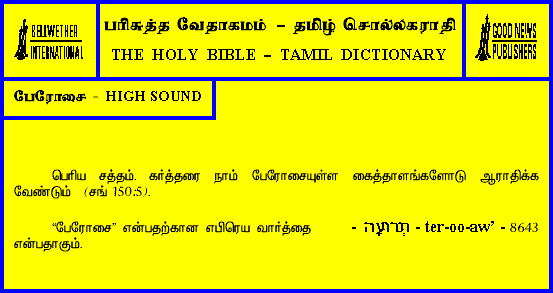 BELLWETHER
INTERNATIONAL
பரிசுத்த வேதாகமம் – தமிழ் சொல்லகராதி
THE HOLY BIBLE – TAMIL DICTIONARY
GOOD NEWS
PUBLISHERS
பேரோசை - HIGH SOUND
பெரிய சத்தம். கர்த்தரை நாம் பேரோசையுள்ள கைத்தாளங்களோடு ஆராதிக்க
வேண்டும் (சங் 150:5).
“பேரோசை” என்பதற்கான எபிரெய வார்த்தை - תְּרוּעָה - ter-oo-aw’ - 8643
என்பதாகும்.